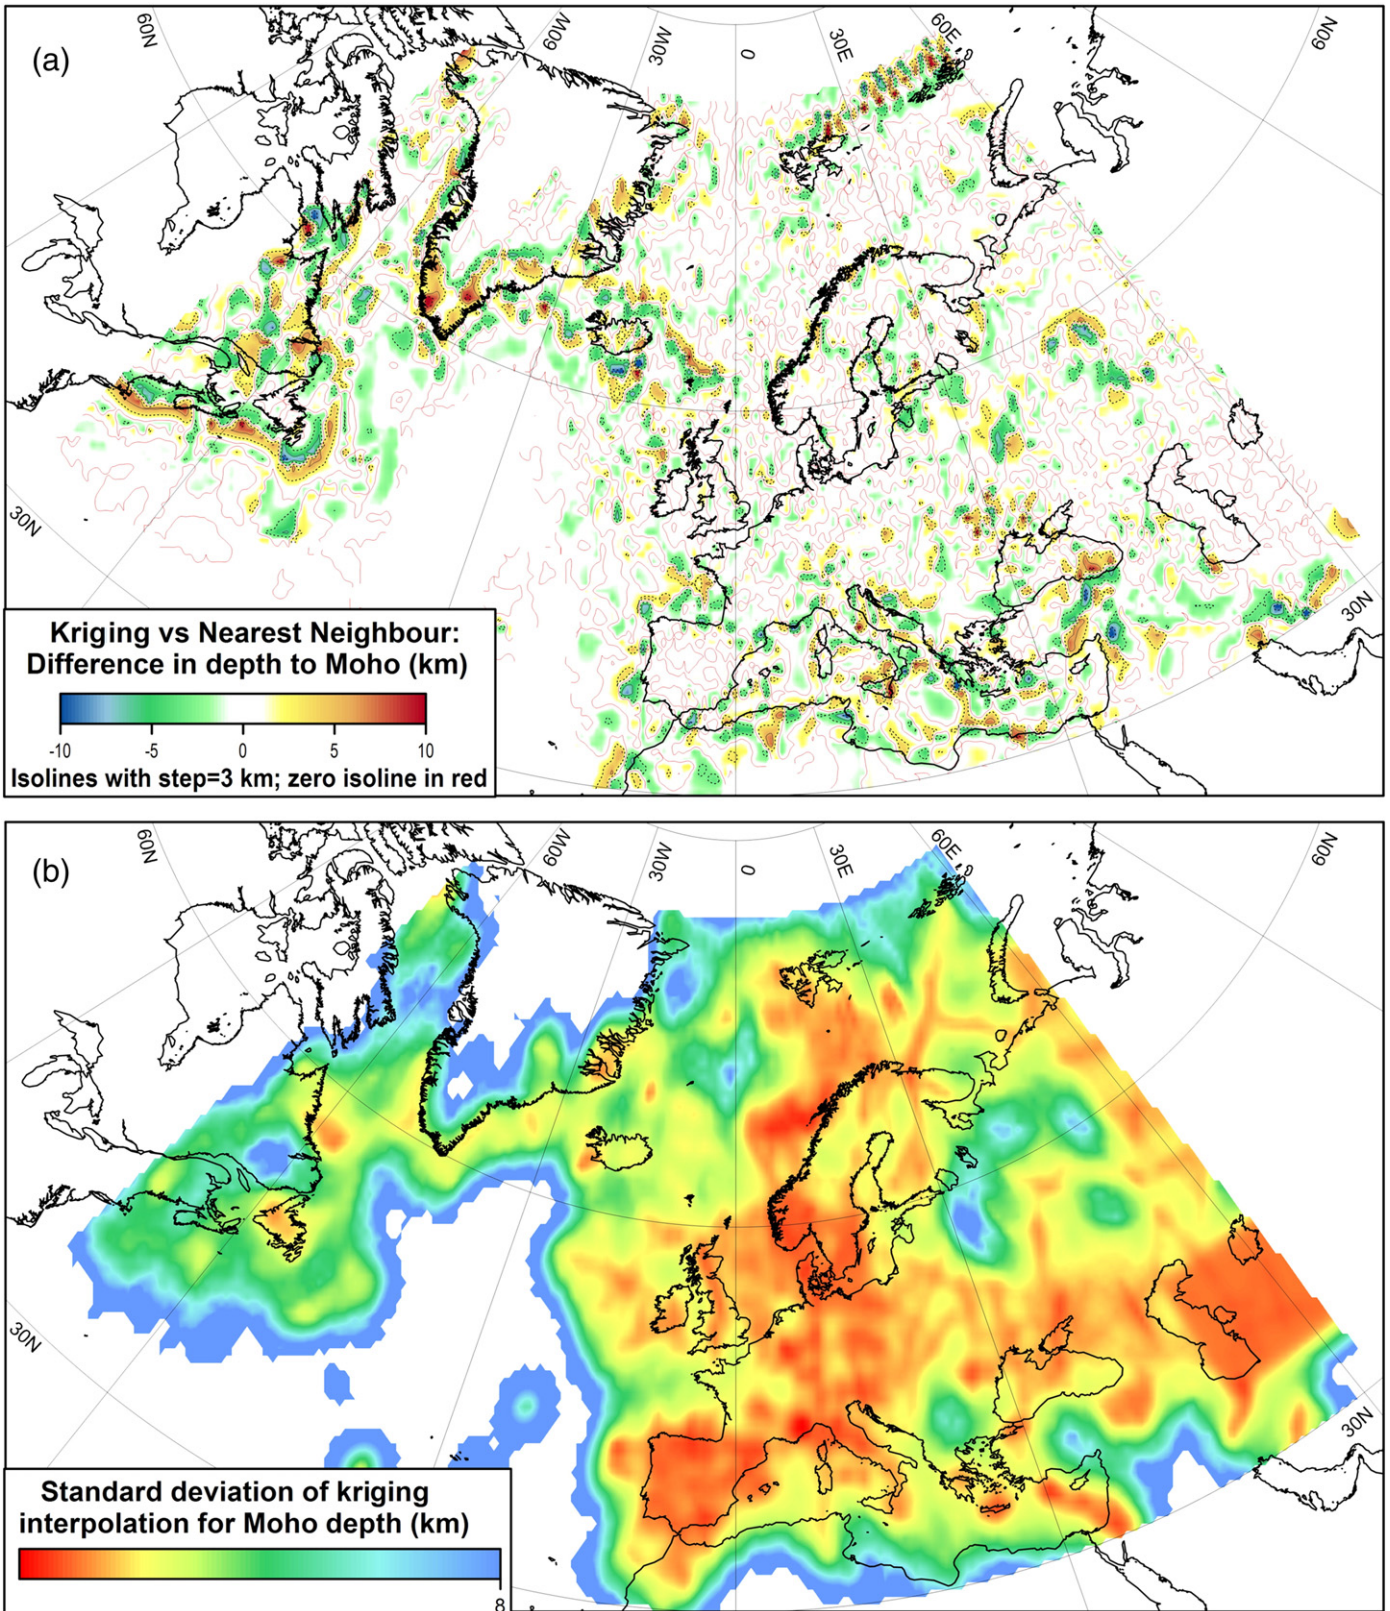 60N
60W
30W
0
30E
60E
60N
(a)
30N
30N
Kriging vs Nearest Neighbour:
Difference in depth to Moho (km)
-10 -5 0 5 10
Isolines with step=3 km; zero isoline in red
60N
60W
30W
0
30E
60E
60N
(b)
30N
30N
Standard deviation of kriging
interpolation for Moho depth (km)
8